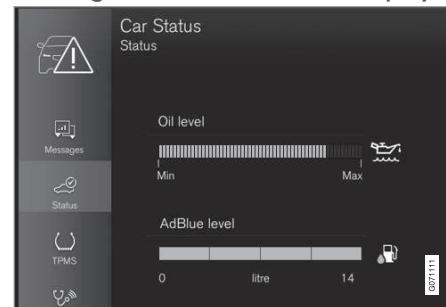 Car Status
Status
Messages
Status
TPMS
Oil level
Min Max
AdBlue level
0 litre 14
G071111